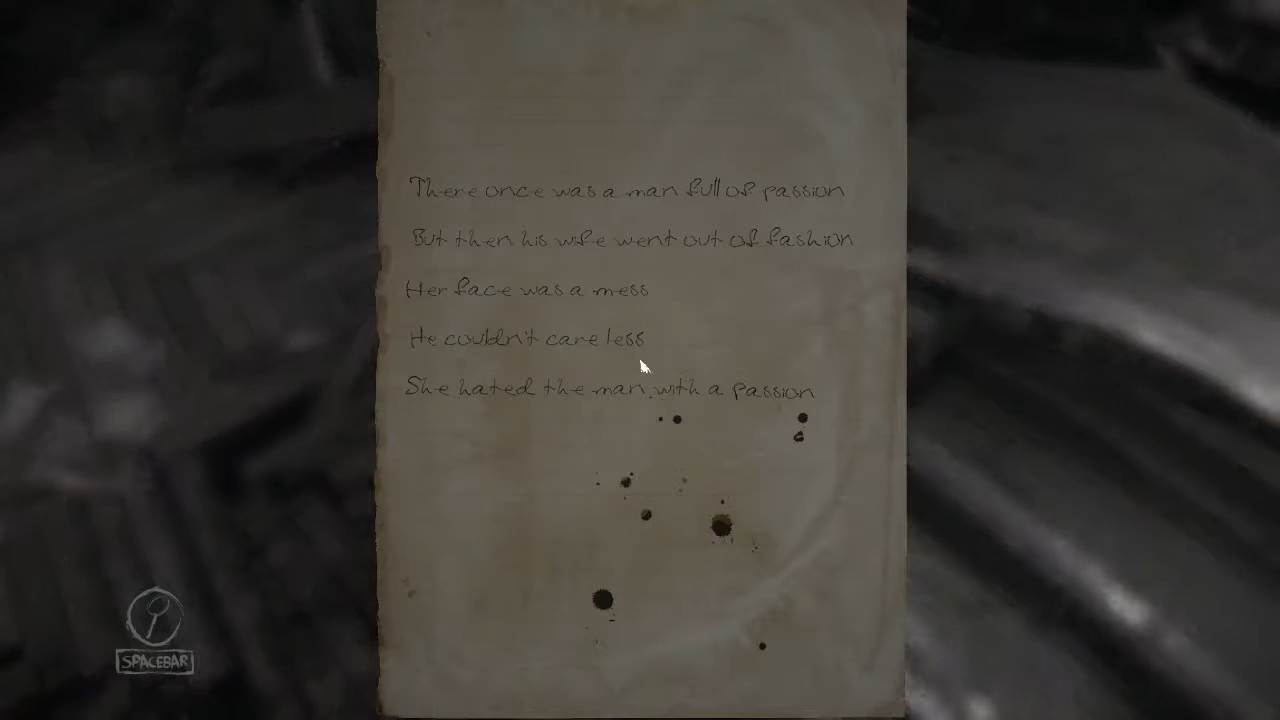 There once was a man full of passion
But then his wife went out of fashion
Her face was a mess
He couldn't care less
She hated the man, with a passion
SPACEBAR